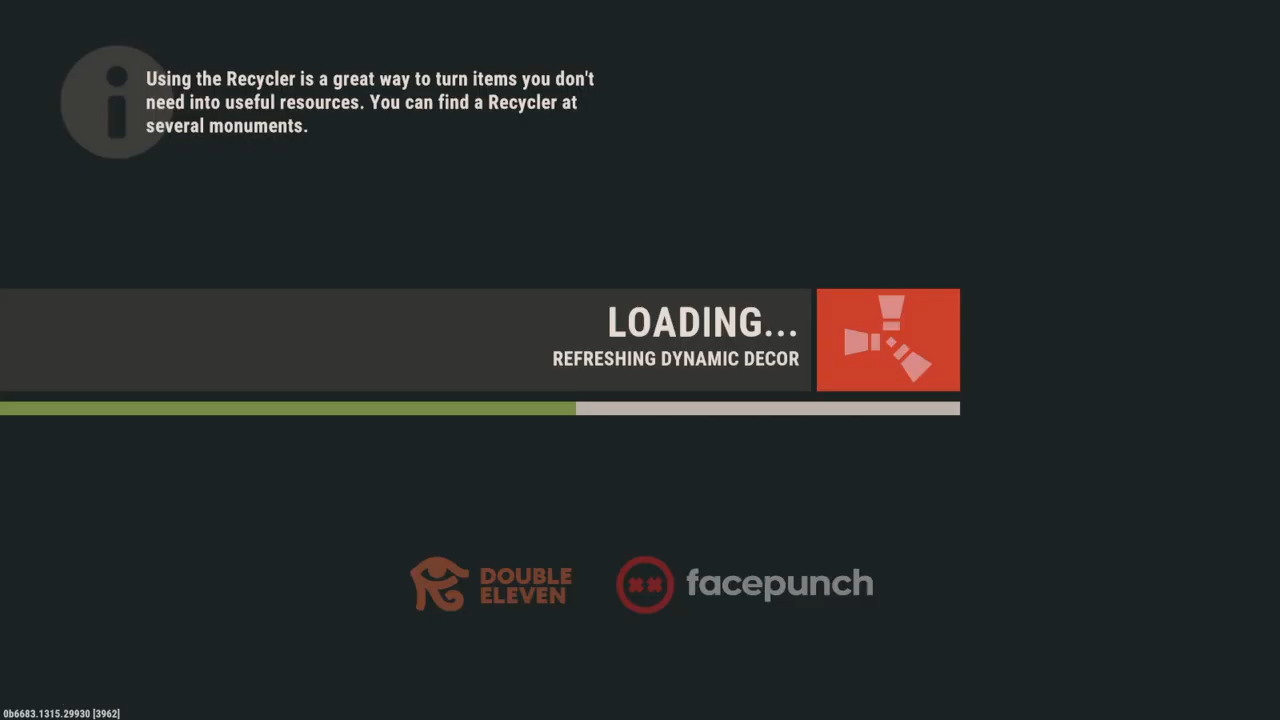 Using the Recycler is a great way to turn items you don't
need into useful resources. You can find a Recycler at
several monuments.
LOADING...
REFRESHING DYNAMIC DECOR
DOUBLE
ELEVEN
facepunch
0b6683.1315.29930 [3962]